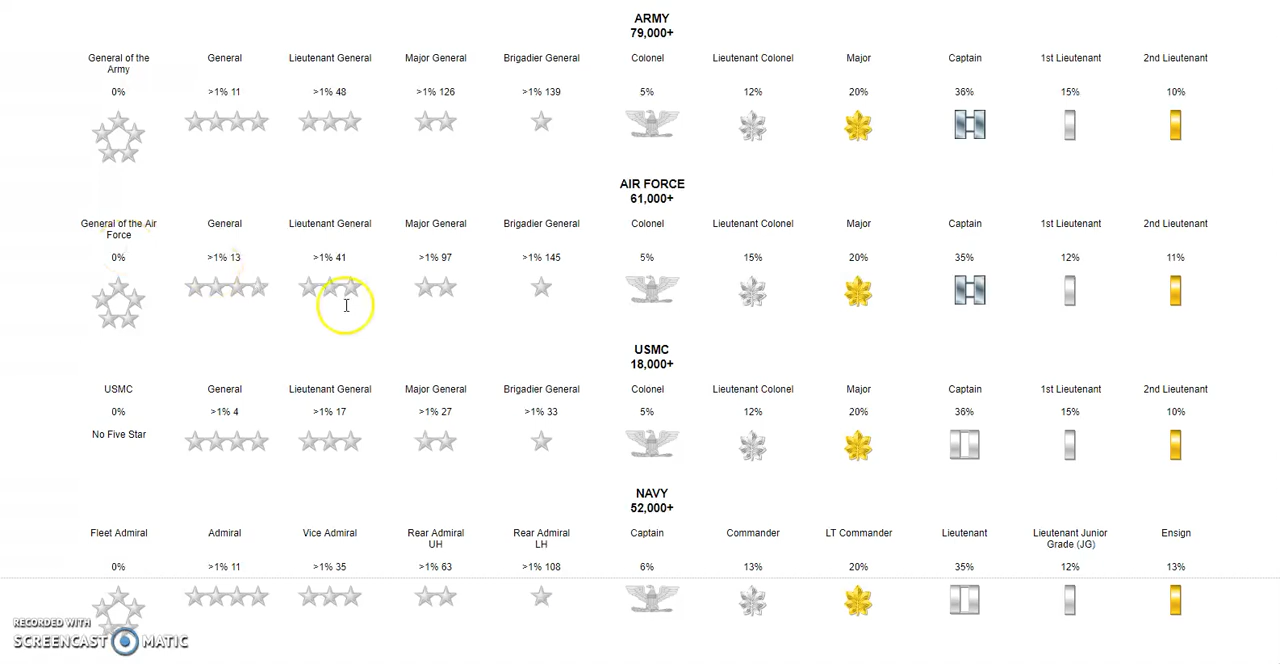 ARMY
79,000+
General of the Army General Lieutenant General Major General Brigadier General Colonel Lieutenant Colonel Major Captain 1st Lieutenant 2nd Lieutenant
0% >1% 11 >1% 48 >1% 126 >1% 139 5% 12% 20% 36% 15% 10%
AIR FORCE
61,000+
General of the Air Force General Lieutenant General Major General Brigadier General Colonel Lieutenant Colonel Major Captain 1st Lieutenant 2nd Lieutenant
0% >1% 13 >1% 41 >1% 97 >1% 145 5% 15% 20% 35% 12% 11%
USMC
18,000+
USMC General Lieutenant General Major General Brigadier General Colonel Lieutenant Colonel Major Captain 1st Lieutenant 2nd Lieutenant
0% >1% 4 >1% 17 >1% 27 >1% 33 5% 12% 20% 36% 15% 10%
No Five Star
NAVY
52,000+
Fleet Admiral Admiral Vice Admiral Rear Admiral UH Rear Admiral LH Captain Commander LT Commander Lieutenant Lieutenant Junior Grade (JG) Ensign
0% >1% 11 >1% 35 >1% 63 >1% 108 6% 13% 20% 35% 12% 13%
RECORDED WITH
SCREENCAST MATIC